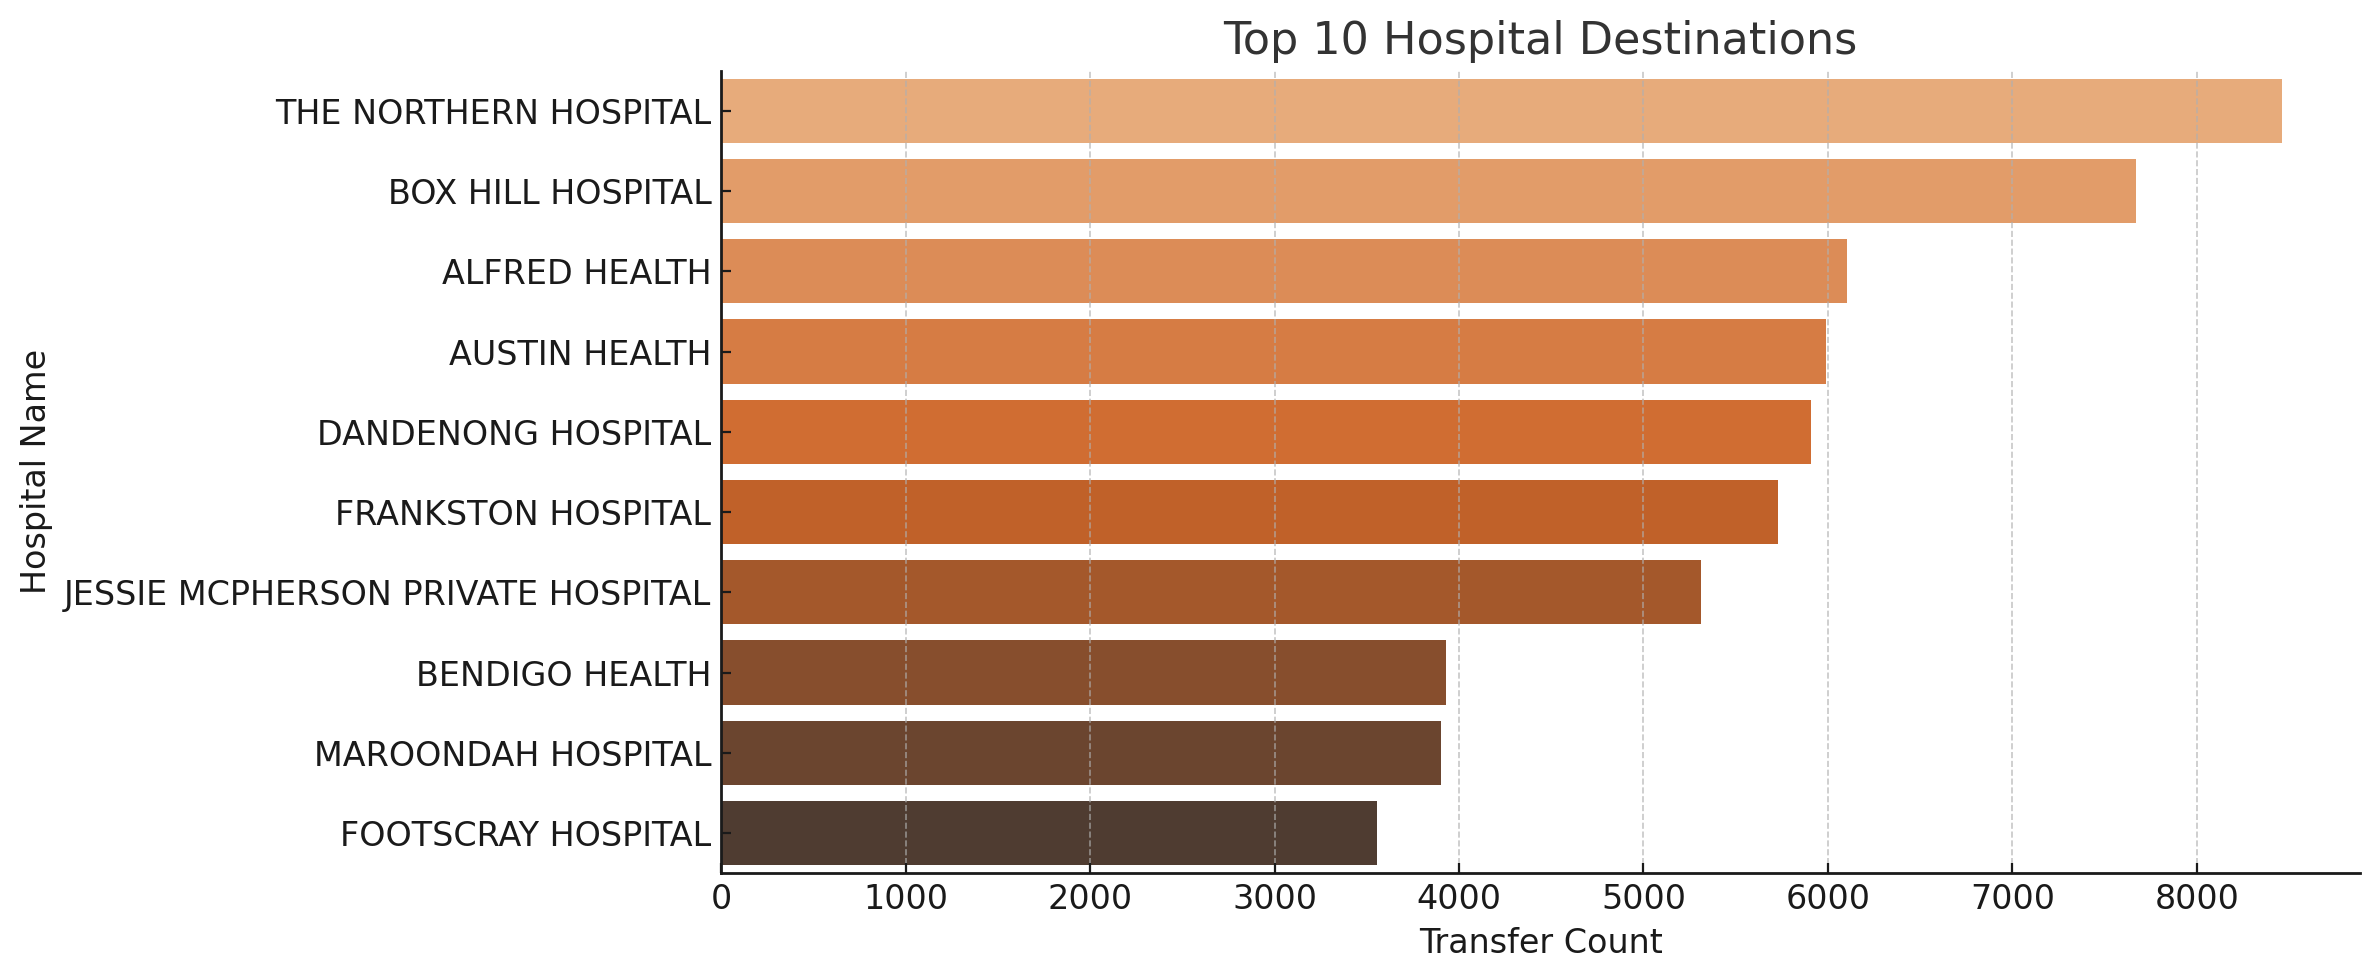 Top 10 Hospital Destinations
THE NORTHERN HOSPITAL
BOX HILL HOSPITAL
ALFRED HEALTH
AUSTIN HEALTH
DANDENONG HOSPITAL
FRANKSTON HOSPITAL
JESSIE MCPHERSON PRIVATE HOSPITAL
BENDIGO HEALTH
MAROONDAH HOSPITAL
FOOTSCRAY HOSPITAL
Hospital Name
0 1000 2000 3000 4000 5000 6000 7000 8000
Transfer Count